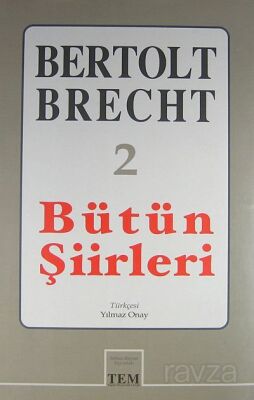 BERTOLT
BRECHT
2
Bütün
Şiirleri
Türkçesi
Yılmaz Onay
TEM
ravza